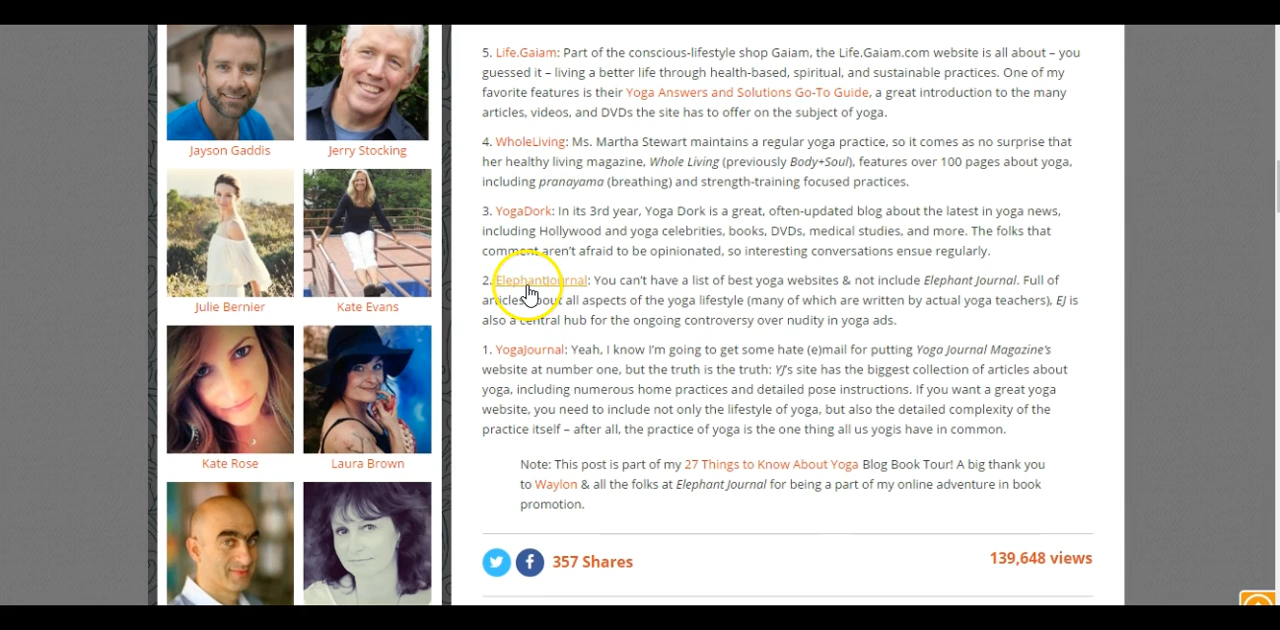 Jayson Gaddis
Jerry Stocking
Julie Bernier
Kate Evans
Kate Rose
Laura Brown
5. Life.Gaiam: Part of the conscious-lifestyle shop Gaiam, the Life.Gaiam.com website is all about – you
guessed it – living a better life through health-based, spiritual, and sustainable practices. One of my
favorite features is their Yoga Answers and Solutions Go-To Guide, a great introduction to the many
articles, videos, and DVDs the site has to offer on the subject of yoga.
4. WholeLiving: Ms. Martha Stewart maintains a regular yoga practice, so it comes as no surprise that
her healthy living magazine, Whole Living (previously Body+Soul), features over 100 pages about yoga,
including pranayama (breathing) and strength-training focused practices.
3. YogaDork: In its 3rd year, Yoga Dork is a great, often-updated blog about the latest in yoga news,
including Hollywood and yoga celebrities, books, DVDs, medical studies, and more. The folks that
comment aren’t afraid to be opinionated, so interesting conversations ensue regularly.
2. ElephantJournal: You can’t have a list of best yoga websites & not include Elephant Journal. Full of
articles about all aspects of the yoga lifestyle (many of which are written by actual yoga teachers), EJ is
also a central hub for the ongoing controversy over nudity in yoga ads.
1. YogaJournal: Yeah, I know I’m going to get some hate (e)mail for putting Yoga Journal Magazine’s
website at number one, but the truth is the truth: YJ’s site has the biggest collection of articles about
yoga, including numerous home practices and detailed pose instructions. If you want a great yoga
website, you need to include not only the lifestyle of yoga, but also the detailed complexity of the
practice itself – after all, the practice of yoga is the one thing all us yogis have in common.
Note: This post is part of my 27 Things to Know About Yoga Blog Book Tour! A big thank you
to Waylon & all the folks at Elephant Journal for being a part of my online adventure in book
promotion.
357 Shares
139,648 views